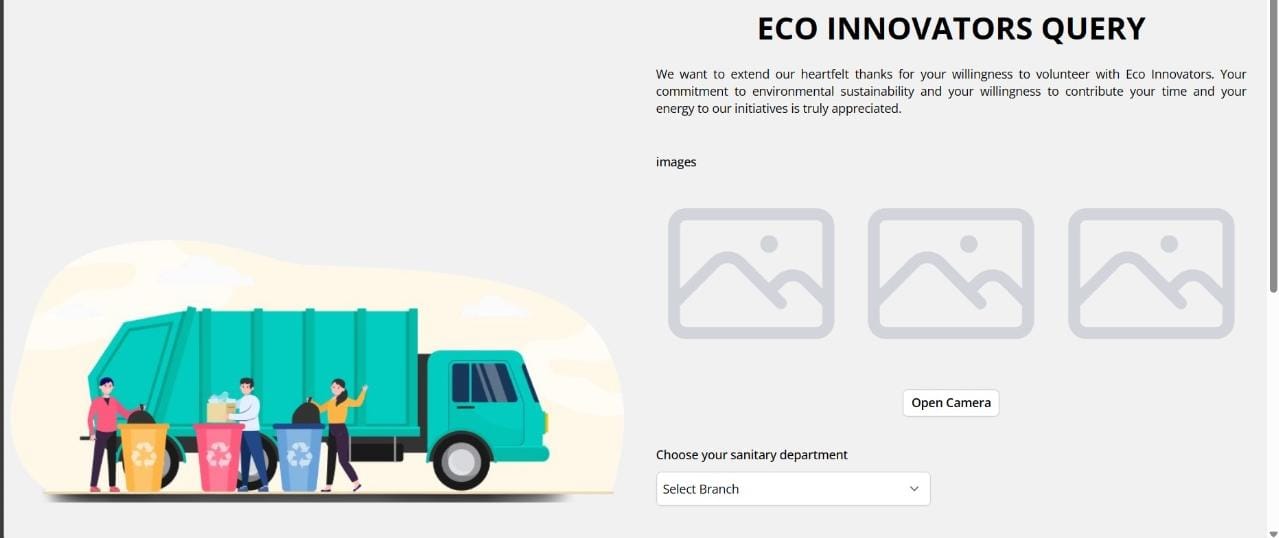 ECO INNOVATORS QUERY
We want to extend our heartfelt thanks for your willingness to volunteer with Eco Innovators. Your
commitment to environmental sustainability and your willingness to contribute your time and your
energy to our initiatives is truly appreciated.
images
Open Camera
Choose your sanitary department
Select Branch